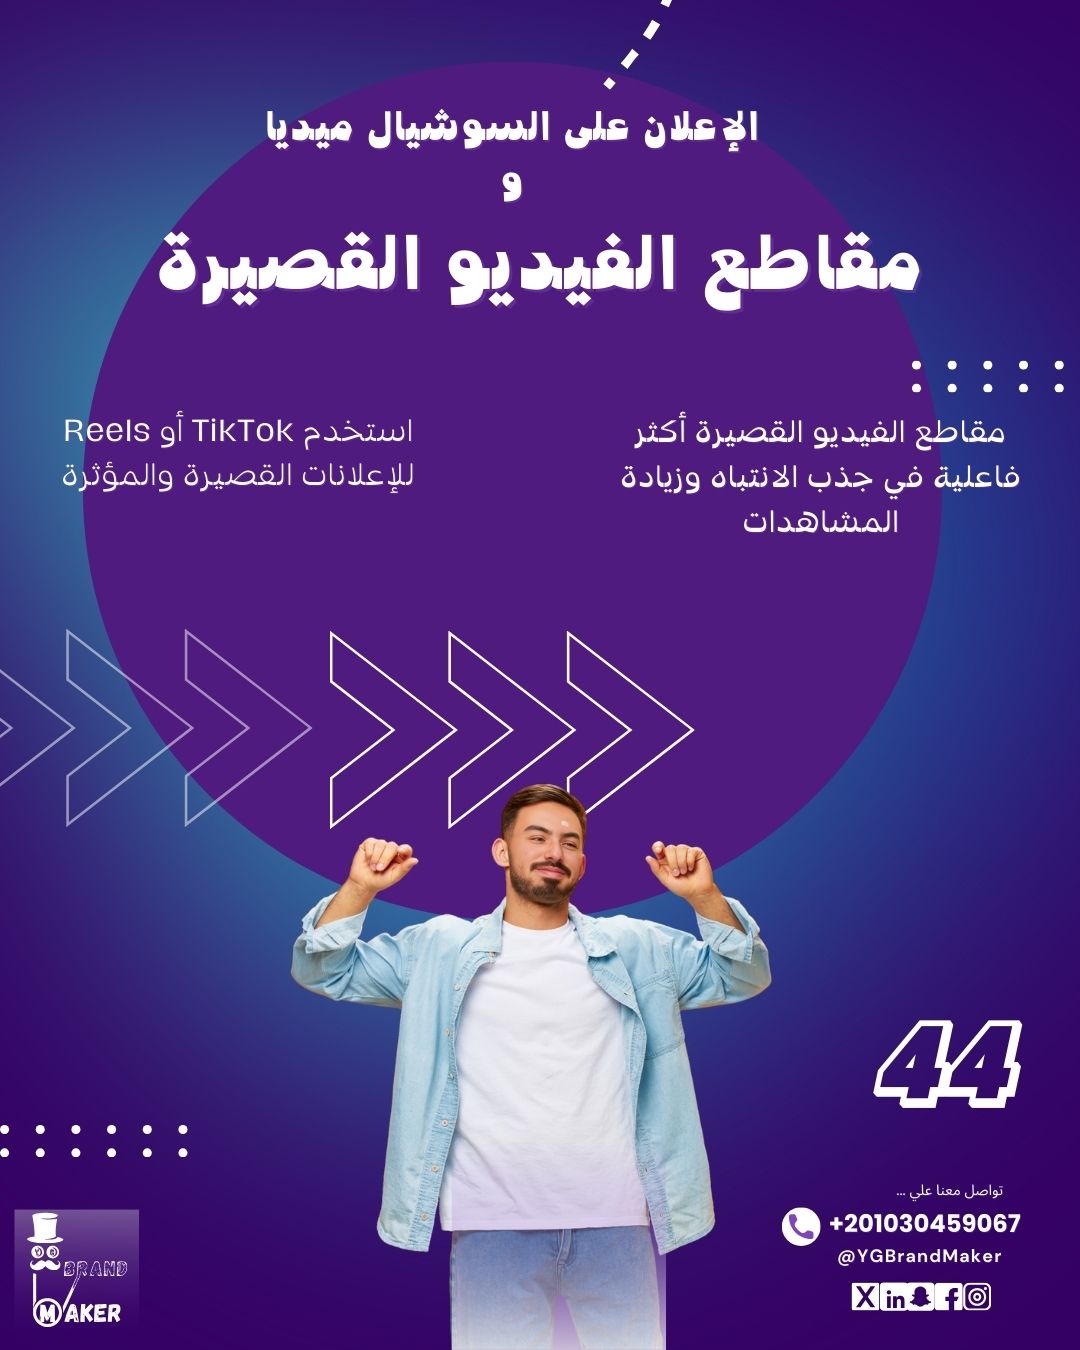 الإعلان على السوشيال ميديا
و
مقاطع الفيديو القصيرة
مقاطع الفيديو القصيرة أكثر
فاعلية في جذب الانتباه وزيادة
المشاهدات
استخدم TikTok أو Reels
للإعلانات القصيرة والمؤثرة
44
تواصل معنا علي ...
+201030459067
@YGBrandMaker
BRAND
MAKER